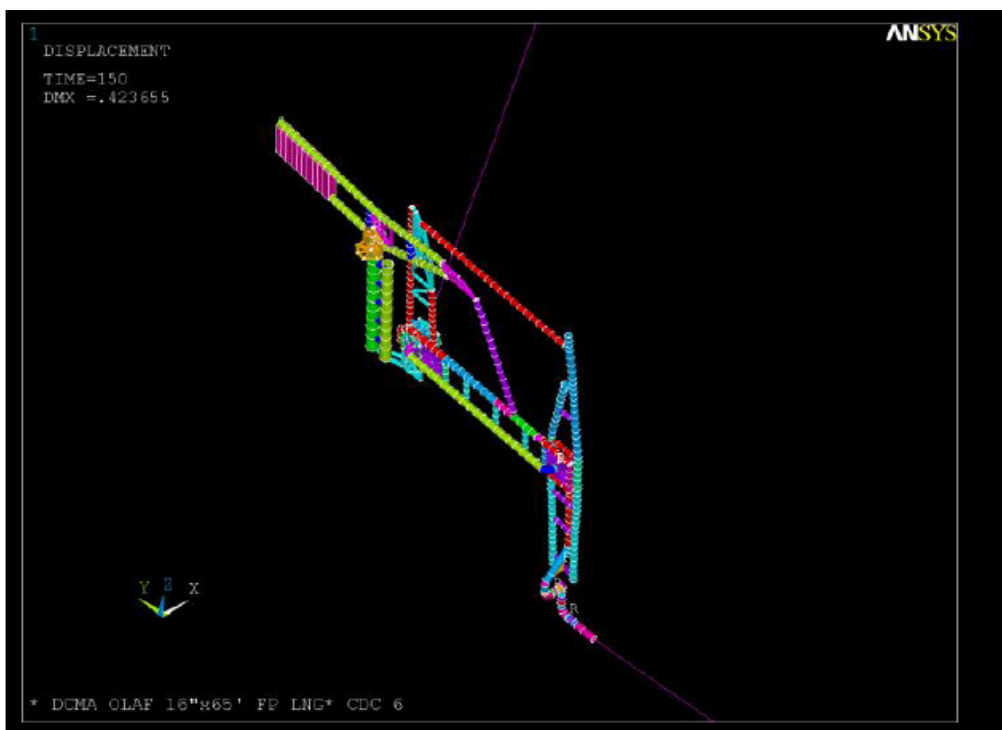 1
ANSYS
DISPLACEMENT
TIME=150
DMX =.423655
R
Y Z X
* DCMA OLAF 16"x65' FP LNG* CDC 6